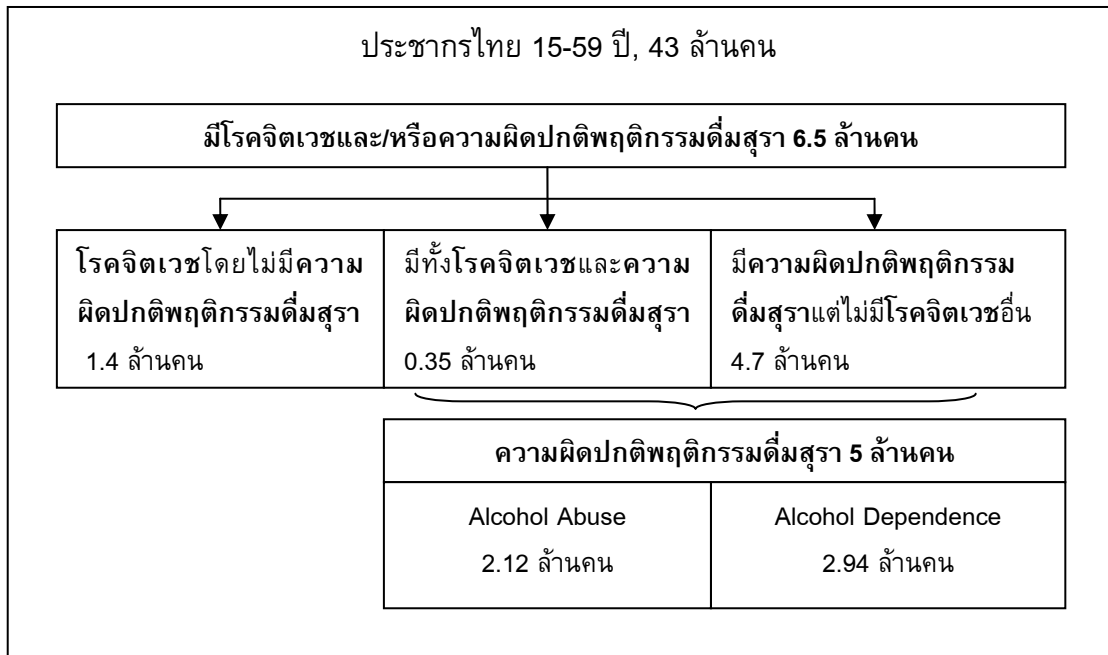 ประชากรไทย 15-59 ปี, 43 ล้านคน
มีโรคจิตเวชและ/หรือความผิดปกติพฤติกรรมดื่มสุรา 6.5 ล้านคน
โรคจิตเวชโดยไม่มีความ
ผิดปกติพฤติกรรมดื่มสุรา
1.4 ล้านคน
มีทั้งโรคจิตเวชและความ
ผิดปกติพฤติกรรมดื่มสุรา
0.35 ล้านคน
มีความผิดปกติพฤติกรรม
ดื่มสุราแต่ไม่มีโรคจิตเวชอื่น
4.7 ล้านคน
ความผิดปกติพฤติกรรมดื่มสุรา 5 ล้านคน
Alcohol Abuse
2.12 ล้านคน
Alcohol Dependence
2.94 ล้านคน